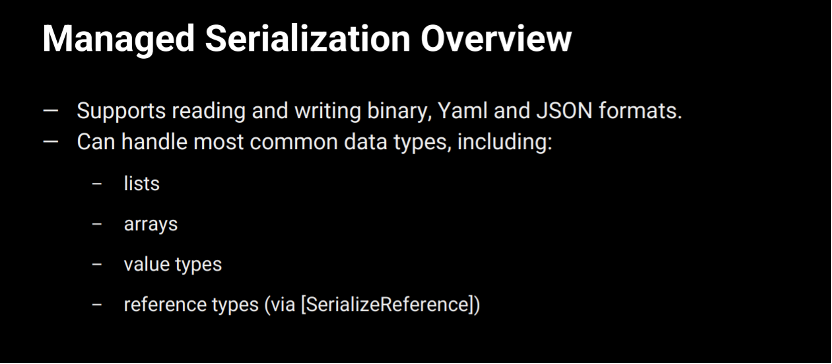 Managed Serialization Overview
— Supports reading and writing binary, Yaml and JSON formats.
— Can handle most common data types, including:
– lists
– arrays
– value types
– reference types (via [SerializeReference])